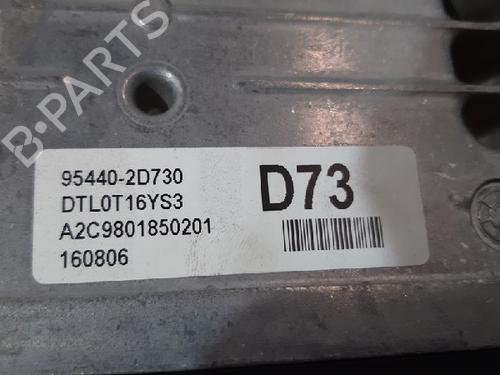 B-PARTS
95440-2D730
DTL0T16YS3
A2C9801850201
160806
D73